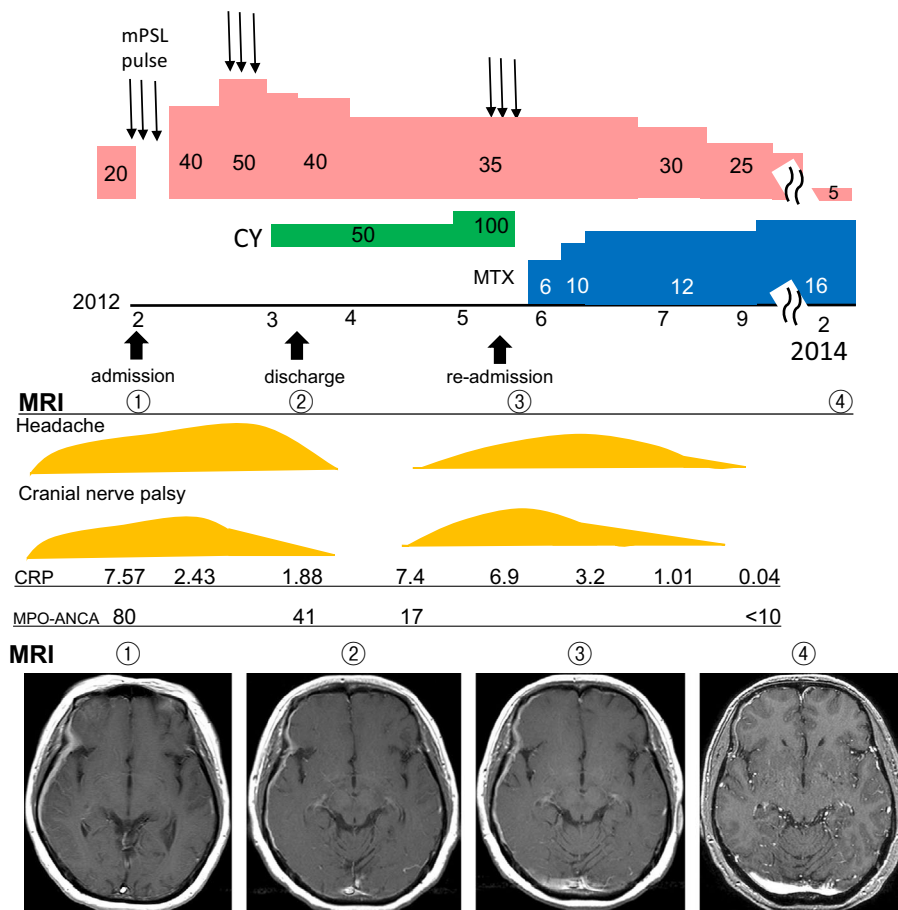 mPSL
pulse
20 40 50 40 35 30 25 5
CY 50 100
MTX 6 10 12 16
2012 2 3 4 5 6 7 9 2
2014
admission discharge re-admission
MRI ① ② ③ ④
Headache
Cranial nerve palsy
CRP 7.57 2.43 1.88 7.4 6.9 3.2 1.01 0.04
MPO-ANCA 80 41 17 <10
MRI ① ② ③ ④